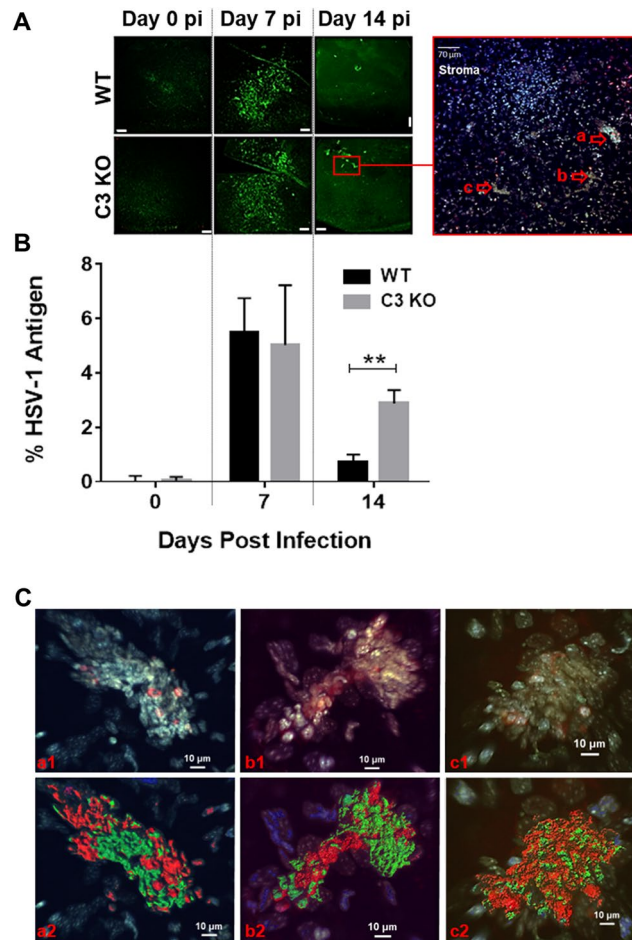 A
Day 0 pi
Day 7 pi
Day 14 pi
WT
C3 KO
70 µm
Stroma
a
b
c
B
8
6
4
2
0
% HSV-1 Antigen
WT
C3 KO
**
0
7
14
Days Post Infection
C
a1
10 µm
b1
10 µm
c1
10 µm
a2
10 µm
b2
10 µm
c2
10 µm